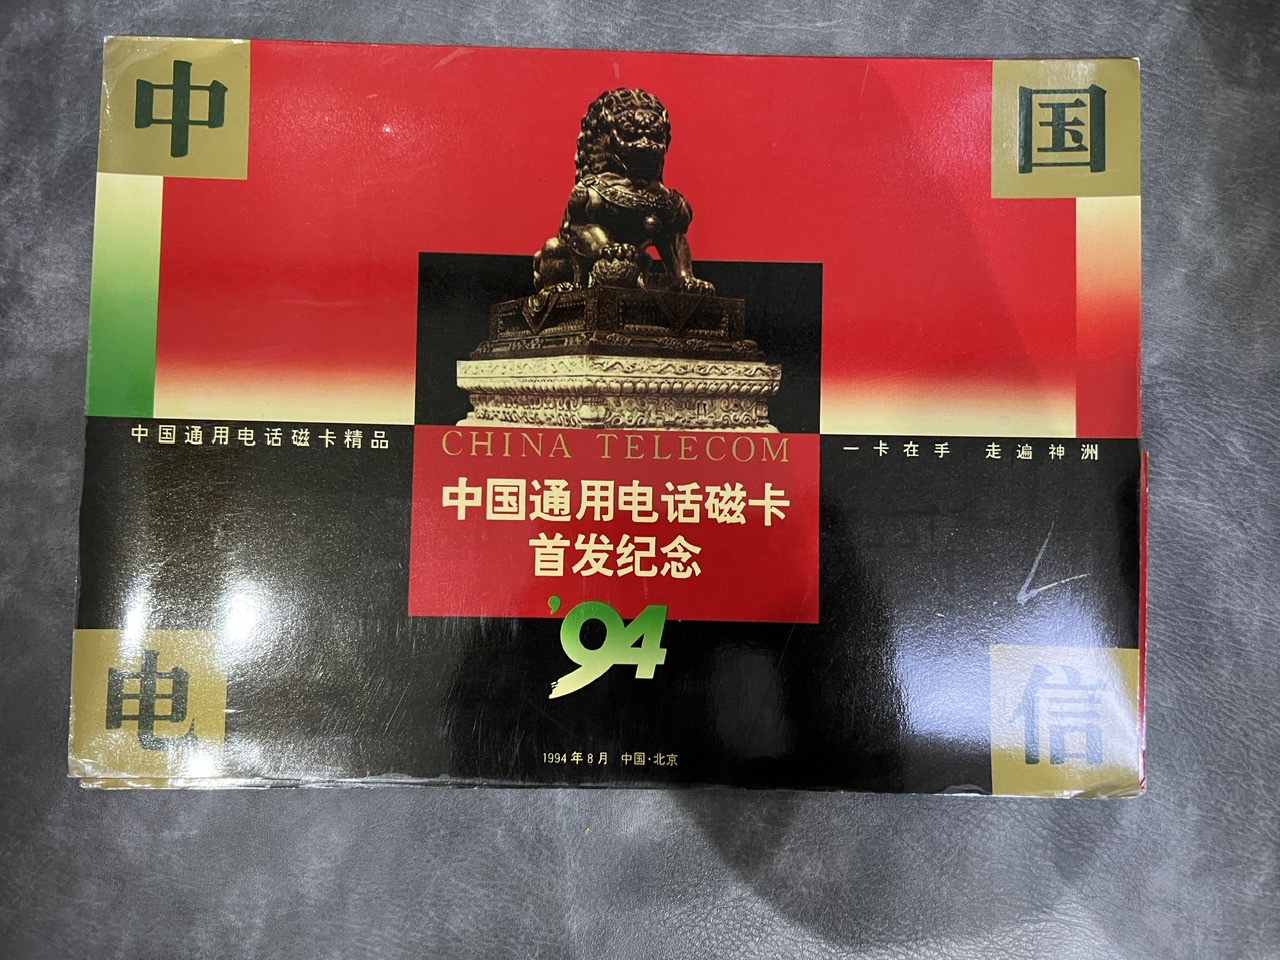 中 国
中国通用电话磁卡精品
CHINA TELECOM
一卡在手 走遍神洲
中国通用电话磁卡
首发纪念
'94
电 信
1994年8月 中国·北京